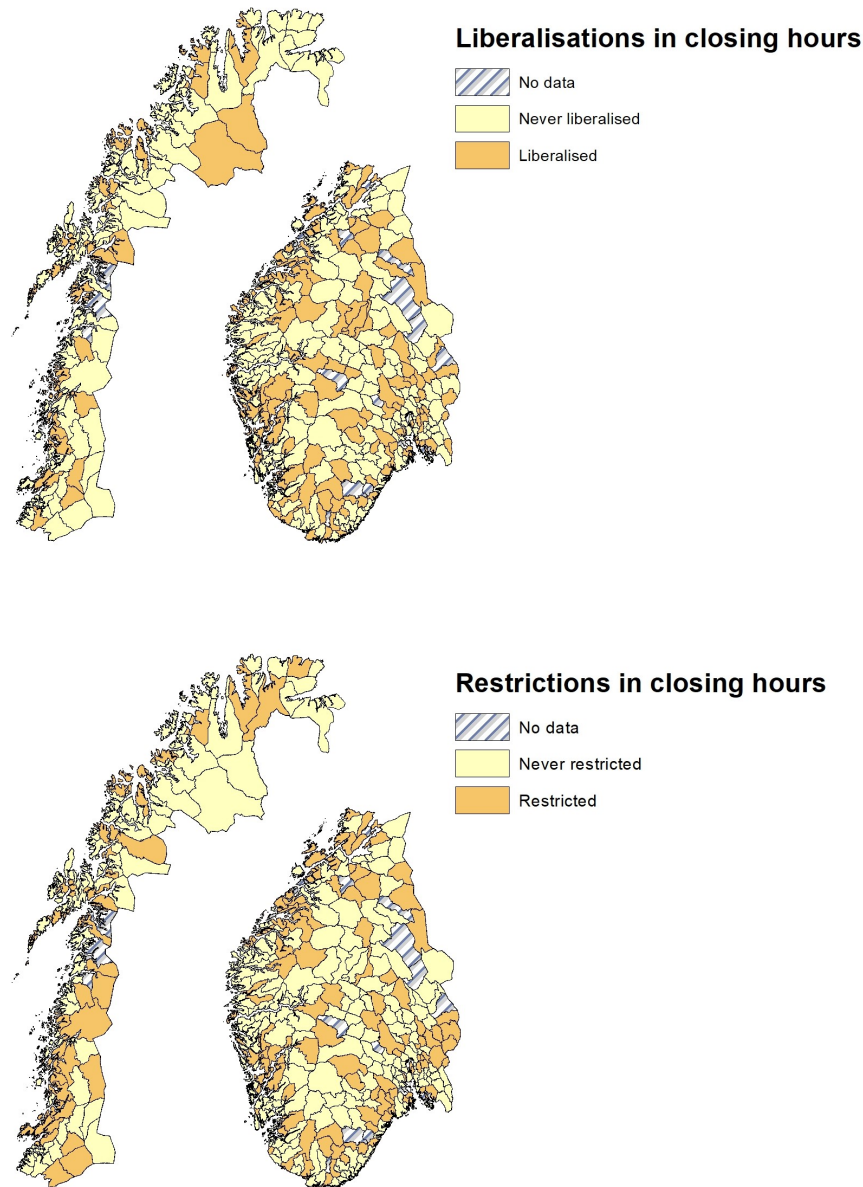 Liberalisations in closing hours
No data
Never liberalised
Liberalised
Restrictions in closing hours
No data
Never restricted
Restricted